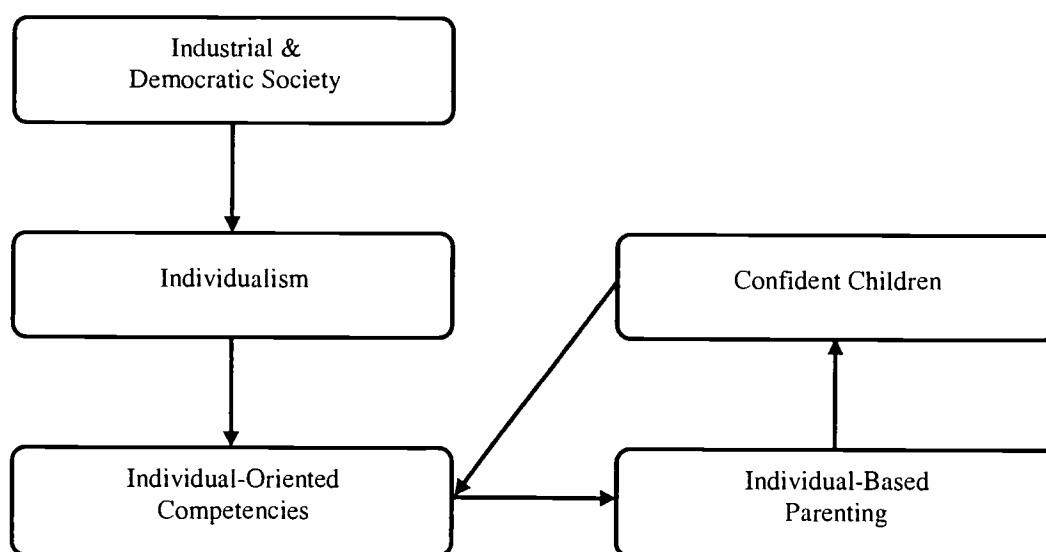 Industrial &
Democratic Society
Individualism
Confident Children
Individual-Oriented
Competencies
Individual-Based
Parenting